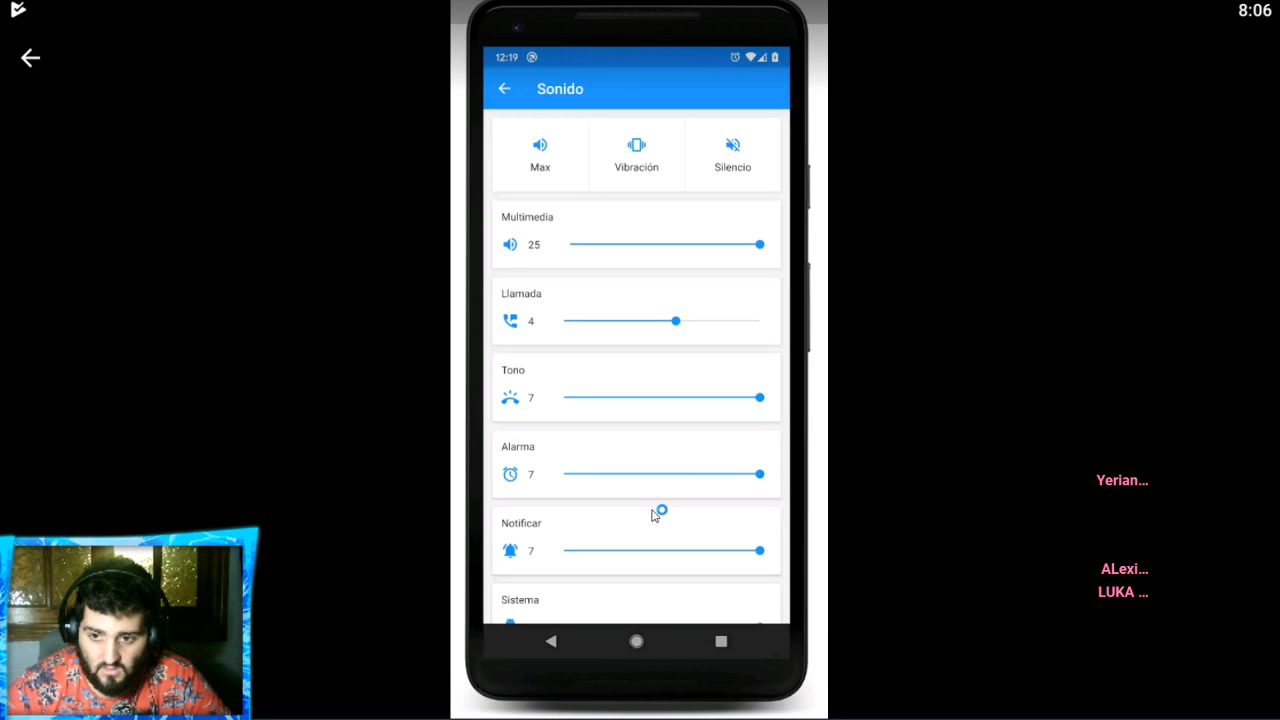 8:06
12:19
Sonido
Max
Vibración
Silencio
Multimedia
25
Llamada
4
Tono
7
Alarma
7
Notificar
7
Sistema
Yerian…
ALexi…
LUKA …